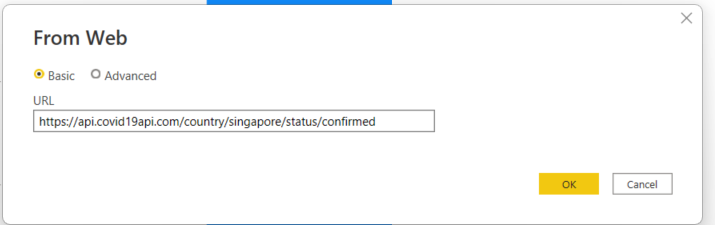 From Web
Basic Advanced
URL
https://api.covid19api.com/country/singapore/status/confirmed
OK Cancel